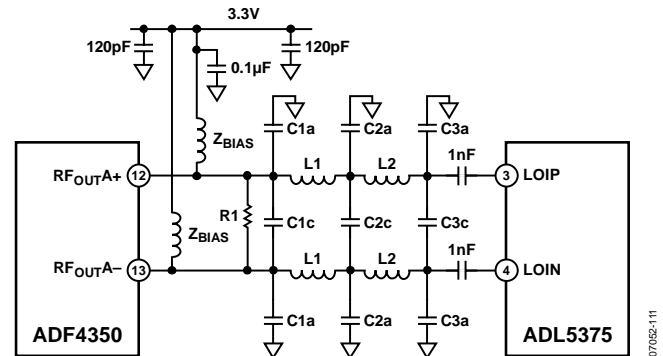 3.3V
120pF
120pF
0.1µF
ZBIAS
C1a
C2a
C3a
1nF
L1
L2
RFOUTA+
12
3
LOIP
R1
C1c
C2c
C3c
ZBIAS
L1
L2
1nF
RFOUTA−
13
4
LOIN
C1a
C2a
C3a
ADF4350
ADL5375
07052-111